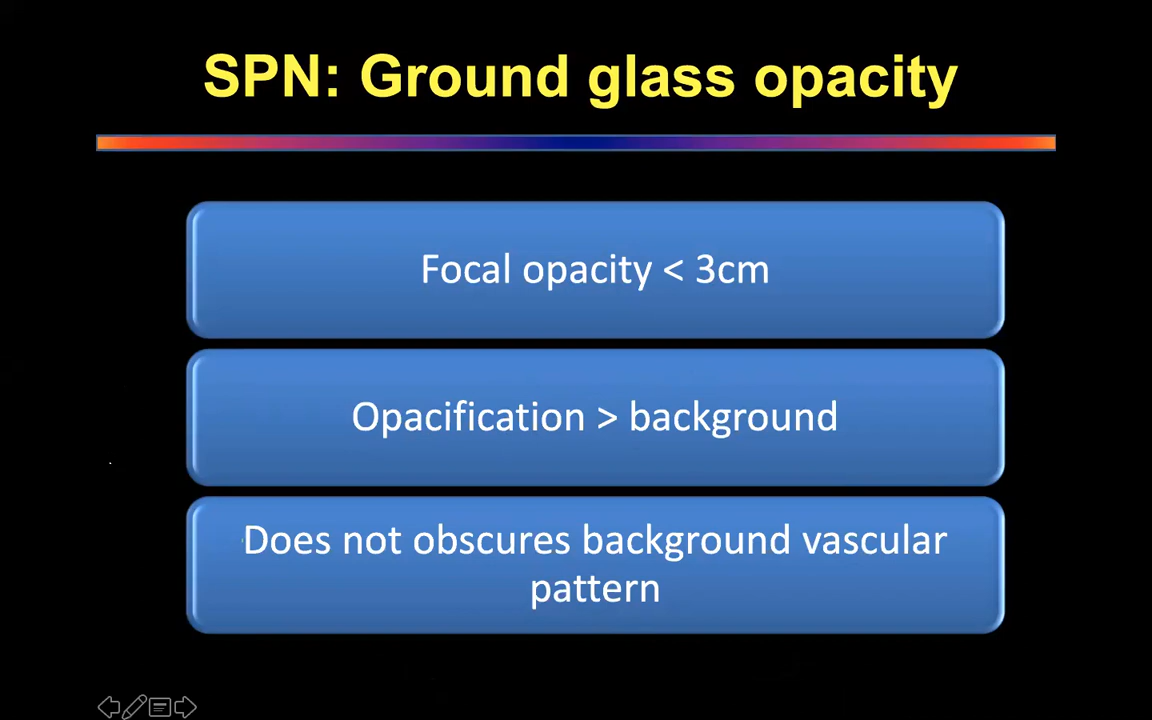 SPN: Ground glass opacity
Focal opacity < 3cm
Opacification > background
Does not obscures background vascular
pattern